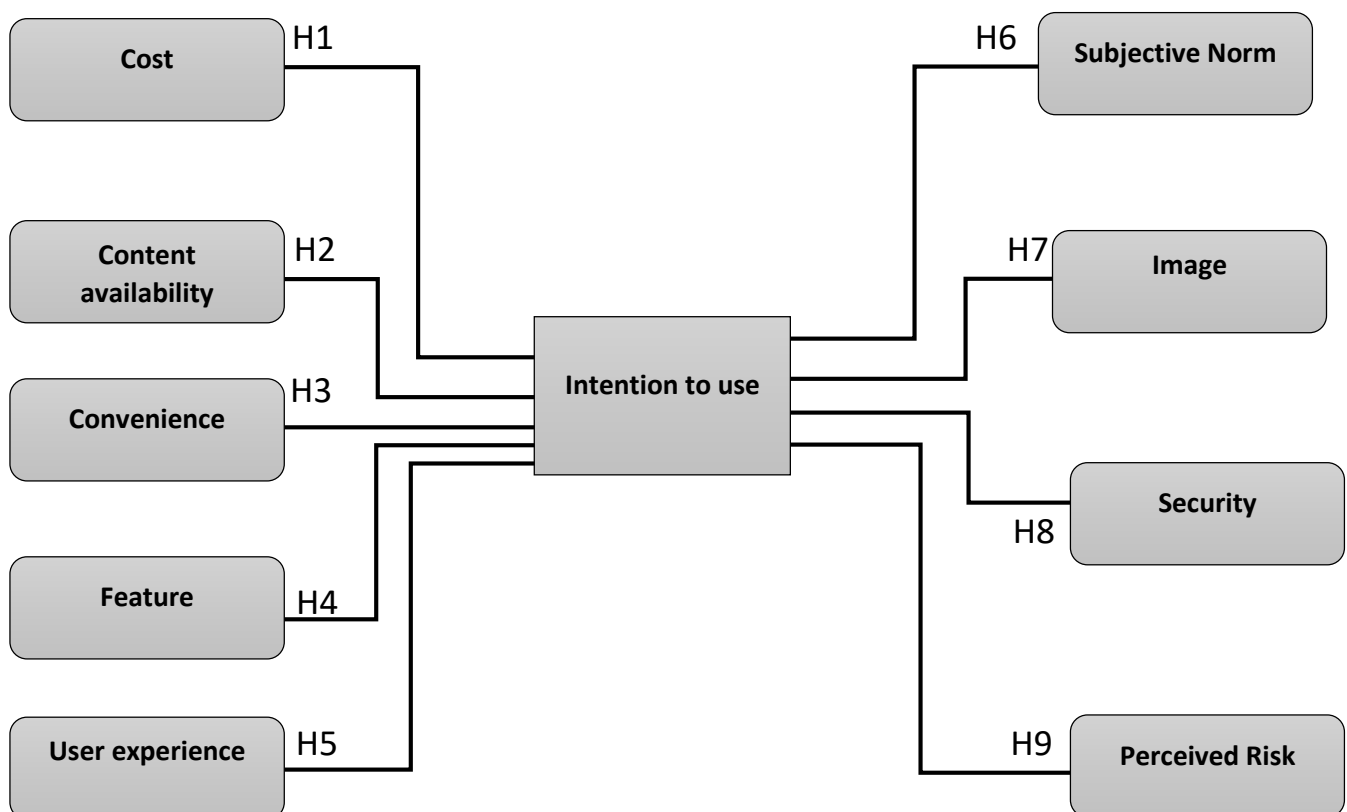 Cost
H1
Content
availability
H2
Convenience
H3
Feature
H4
User experience
H5
Intention to use
H6
Subjective Norm
H7
Image
H8
Security
H9
Perceived Risk